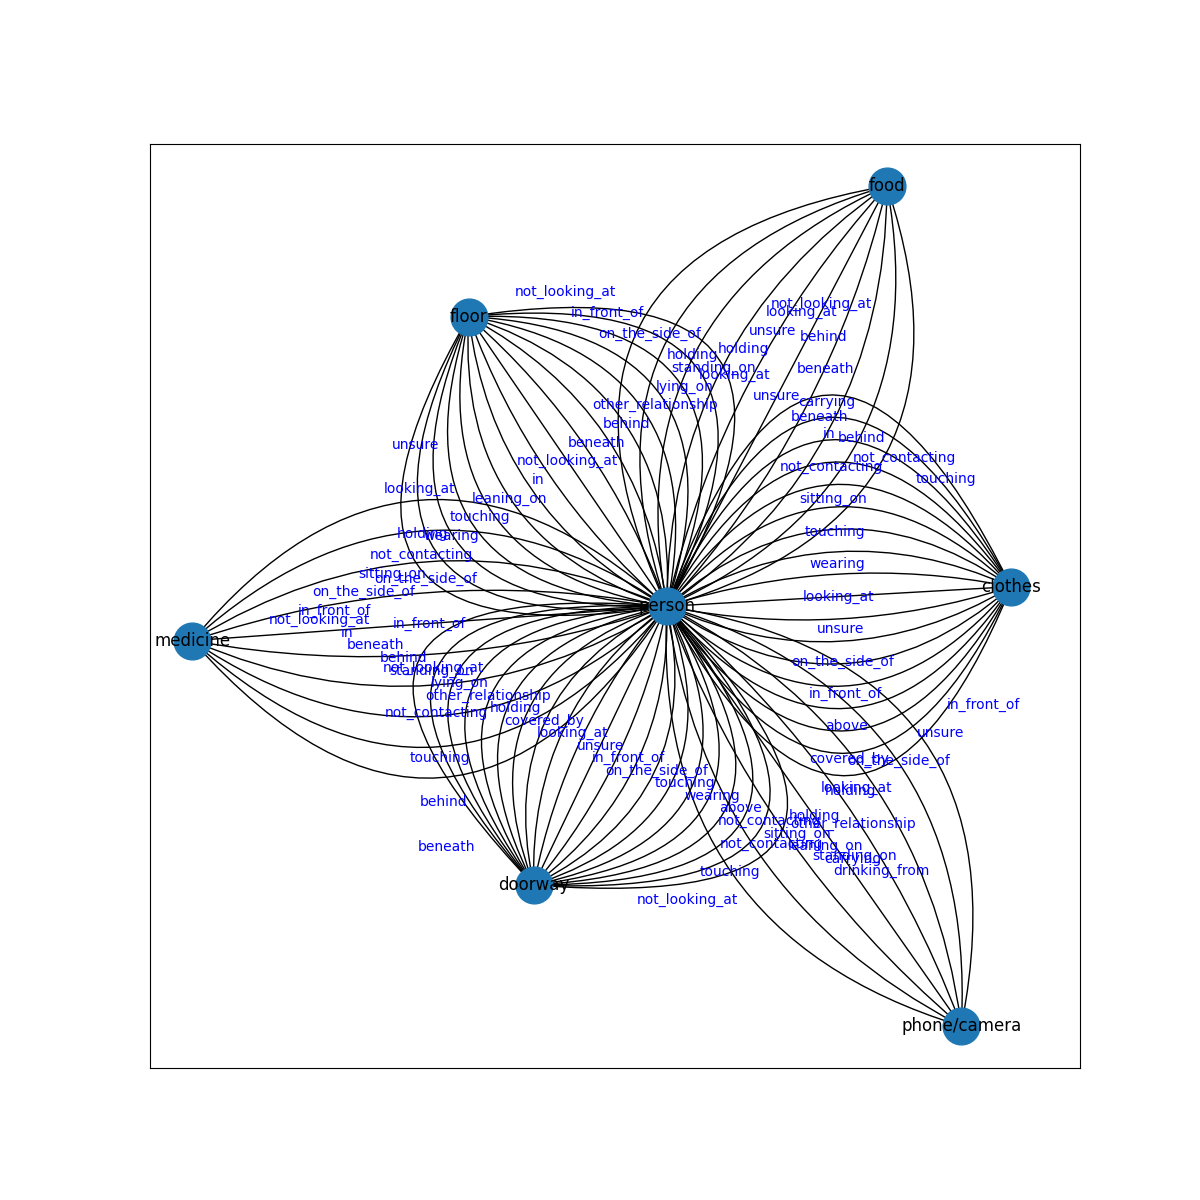 food
not_looking_at
not_looking_at
looking_at
in_front_of
floor
unsure
on_the_side_of
behind
holding
holding
standing_on
beneath
looking_at
lying_on
unsure
carrying
other_relationship
beneath
behind
in
behind
unsure
beneath
not_contacting
not_looking_at
not_contacting
in
touching
looking_at
leaning_on
sitting_on
touching
touching
holding
wearing
not_contacting
wearing
sitting_on
on_the_side_of
clothes
on_the_side_of
looking_at
person
in_front_of
not_looking_at
in_front_of
unsure
in
medicine
beneath
behind
on_the_side_of
not_looking_at
standing_on
lying_on
in_front_of
other_relationship
in_front_of
holding
not_contacting
covered_by
above
looking_at
unsure
unsure
touching
in_front_of
covered_by
on_the_side_of
on_the_side_of
touching
looking_at
holding
wearing
behind
above
holding
not_contacting
other_relationship
sitting_on
not_contacting
leaning_on
beneath
standing_on
carrying
touching
drinking_from
doorway
not_looking_at
phone/camera